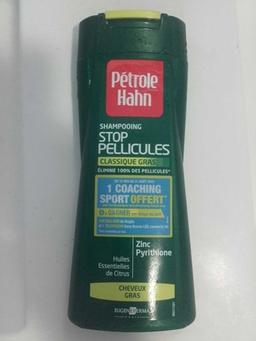 Pétrole
Hahn
SHAMPOOING
STOP
PELLICULES
CLASSIQUE GRAS
ÉLIMINE 100% DES PELLICULES*
1 COACHING
SPORT OFFERT
À GAGNER
Zinc
Pyrithione
Huiles
Essentielles
de Citrus
CHEVEUX
GRAS
EUGENE PERMA